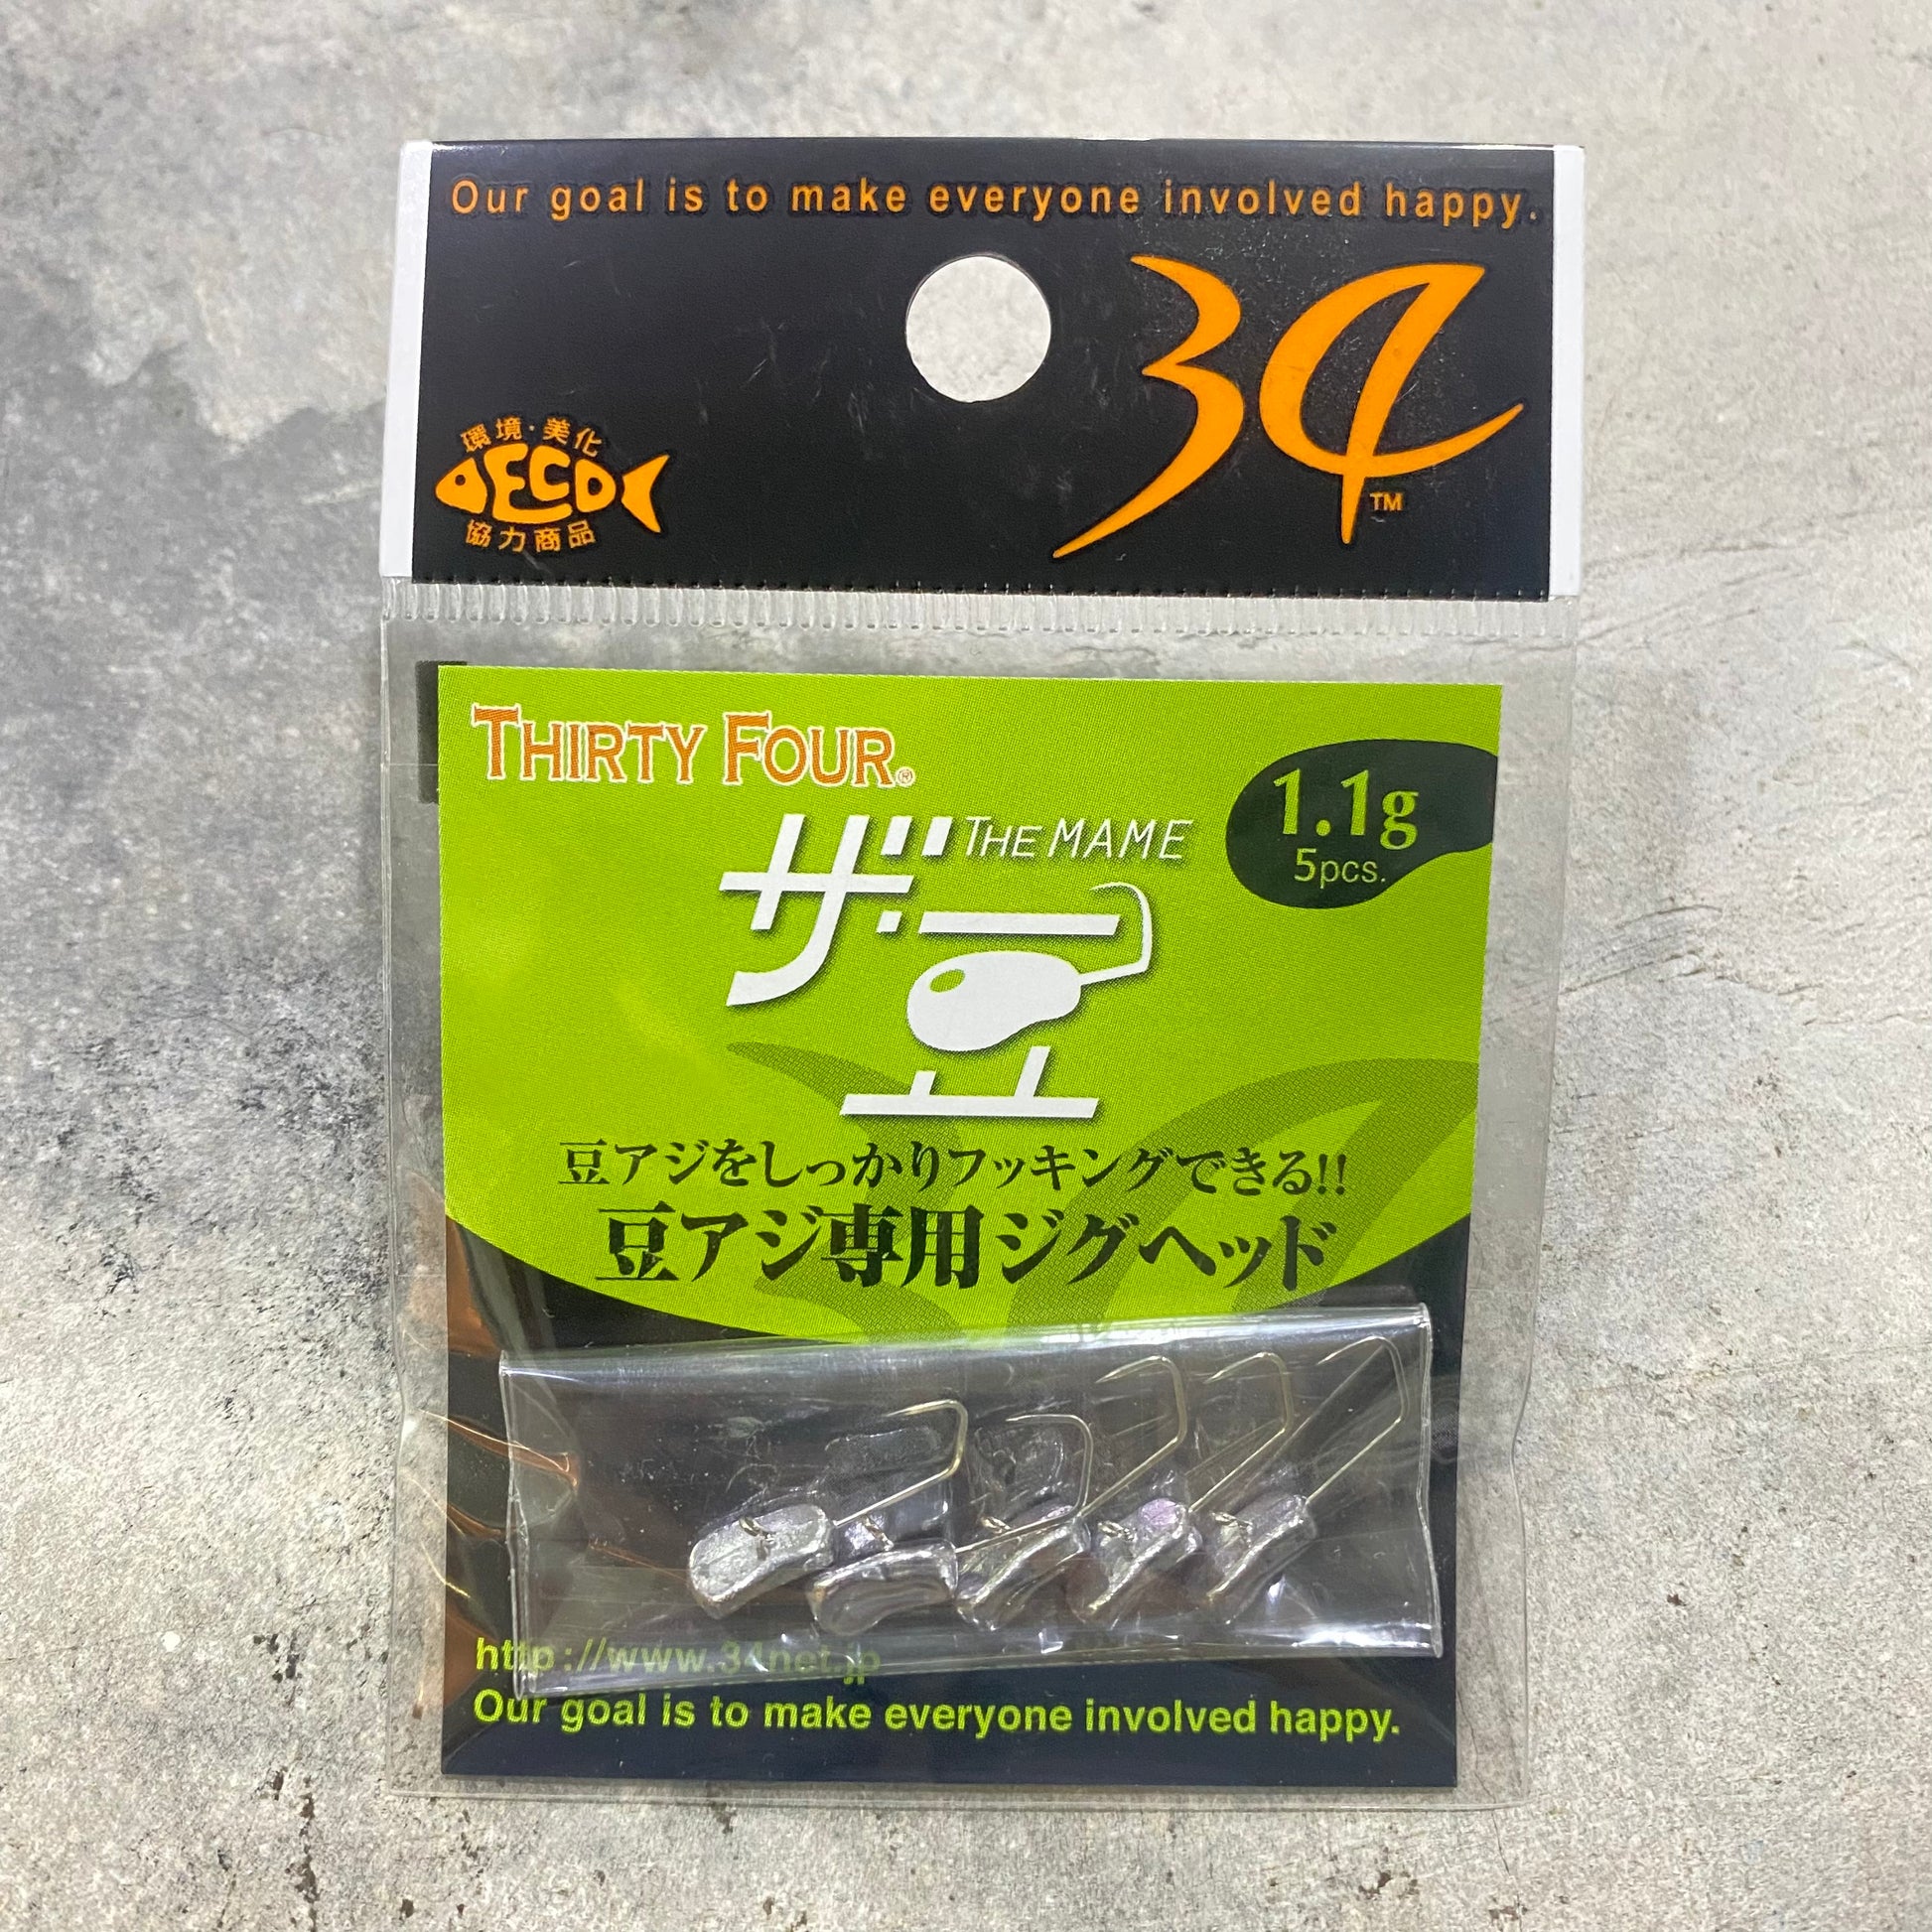 Our goal is to make everyone involved happy.
34™
環境・美化
ECO
協力商品
THIRTY FOUR®
1.1g
5pcs.
THE MAME
ザ・豆
豆アジをしっかりフッキングできる!!
豆アジ専用ジグヘッド
http://www.34net.jp
Our goal is to make everyone involved happy.